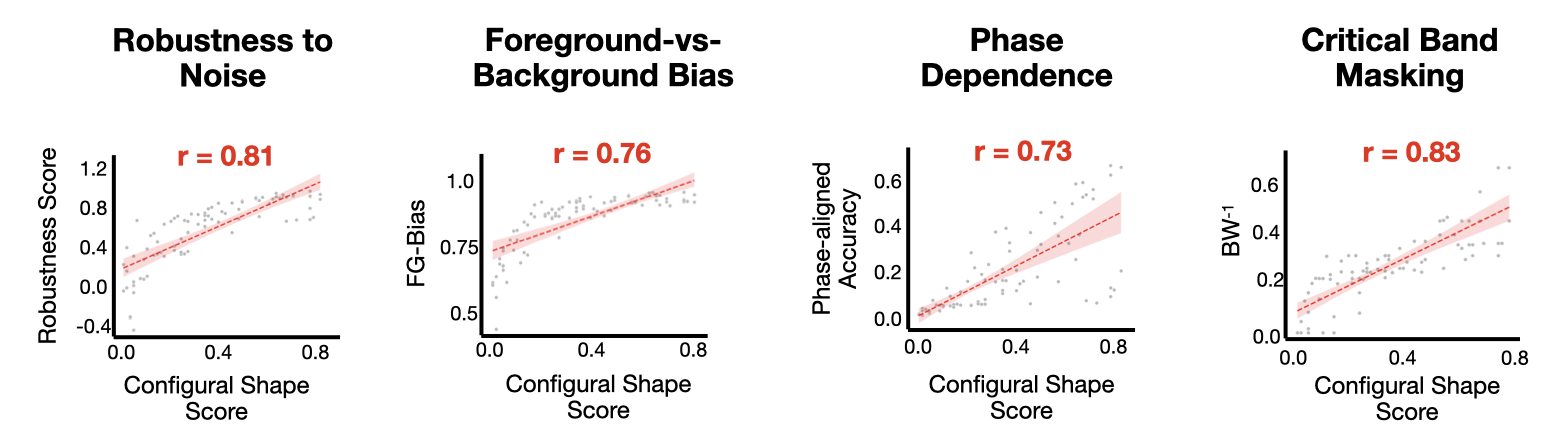 Robustness to
Noise
r = 0.81
Robustness Score
1.2
0.8
0.4
0.0
-0.4
0.0 0.4 0.8
Configural Shape
Score
Foreground-vs-
Background Bias
r = 0.76
FG-Bias
1.0
0.75
0.5
0.0 0.4 0.8
Configural Shape
Score
Phase
Dependence
r = 0.73
Phase-aligned
Accuracy
0.6
0.4
0.2
0.0
0.0 0.4 0.8
Configural Shape
Score
Critical Band
Masking
r = 0.83
BW⁻¹
0.6
0.4
0.2
0.0
0.0 0.4 0.8
Configural Shape
Score